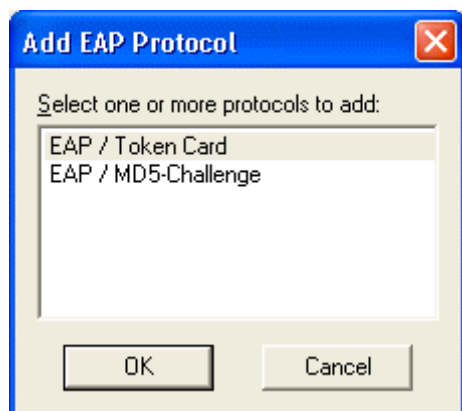 Add EAP Protocol
Select one or more protocols to add:
EAP / Token Card
EAP / MD5-Challenge
OK
Cancel